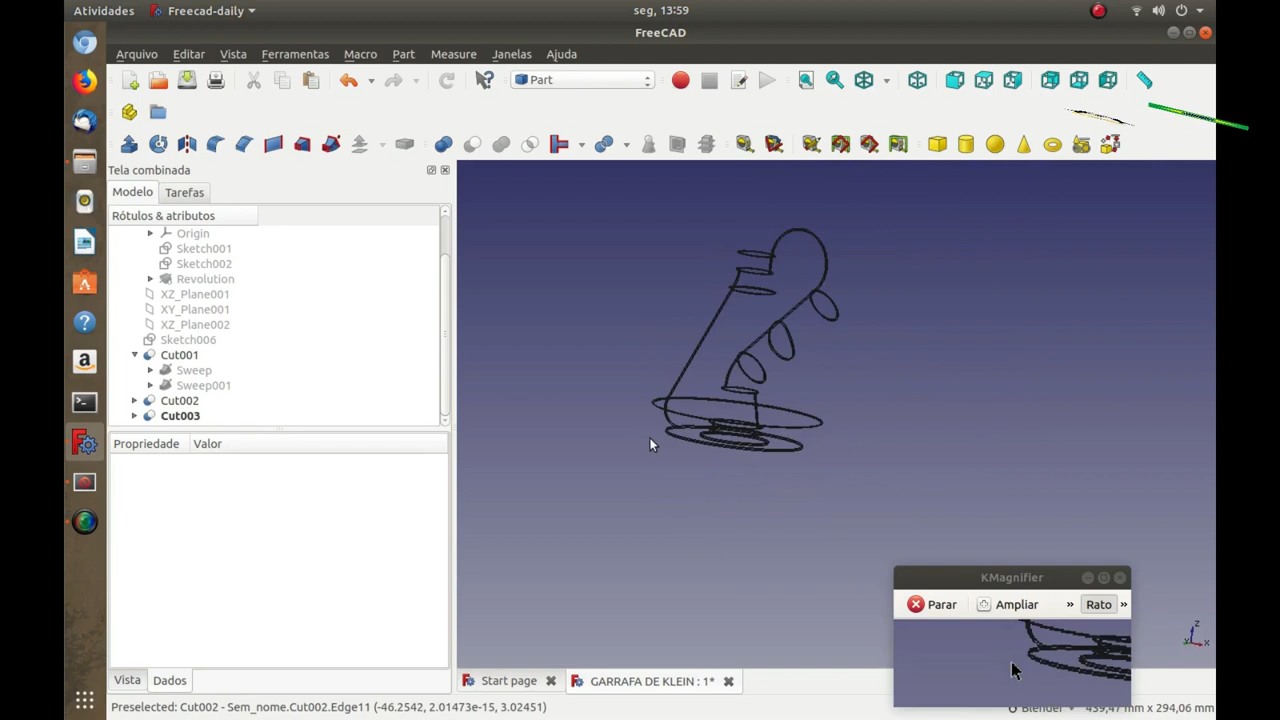 Atividades Freecad-daily seg, 13:59
FreeCAD
Arquivo Editar Vista Ferramentas Macro Part Measure Janelas Ajuda
Part
Tela combinada
Modelo Tarefas
Rótulos & atributos
Origin
Sketch001
Sketch002
Revolution
XZ_Plane001
XY_Plane001
XZ_Plane002
Sketch006
Cut001
Sweep
Sweep001
Cut002
Cut003
Propriedade Valor
KMagnifier
Parar Ampliar » Rato »
z
x
Vista Dados
Start page GARRAFA DE KLEIN : 1*
Preselected: Cut002 - Sem_nome.Cut002.Edge11 (-46.2542, 2.01473e-15, 3.02451) Blender 439,47 mm x 294,06 mm